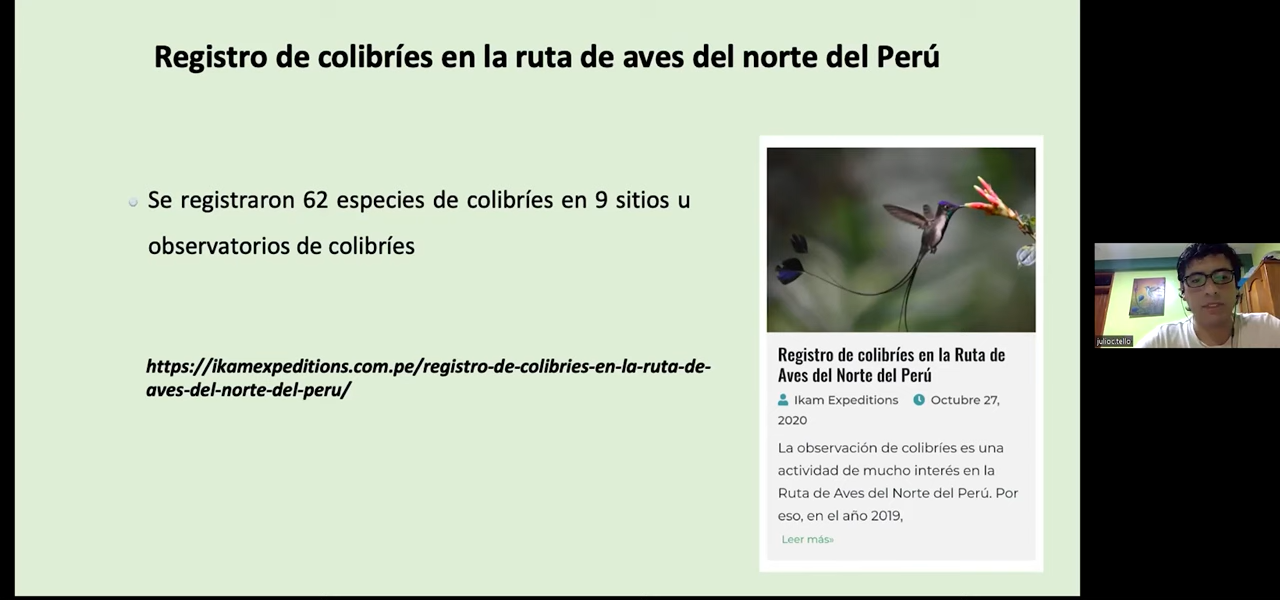 Registro de colibríes en la ruta de aves del norte del Perú
Se registraron 62 especies de colibríes en 9 sitios u
observatorios de colibríes
https://ikamexpeditions.com.pe/registro-de-colibries-en-la-ruta-de-
aves-del-norte-del-peru/
Registro de colibríes en la Ruta de
Aves del Norte del Perú
Ikam Expeditions Octubre 27,
2020
La observación de colibríes es una
actividad de mucho interés en la
Ruta de Aves del Norte del Perú. Por
eso, en el año 2019,
Leer más»
julioc.tello